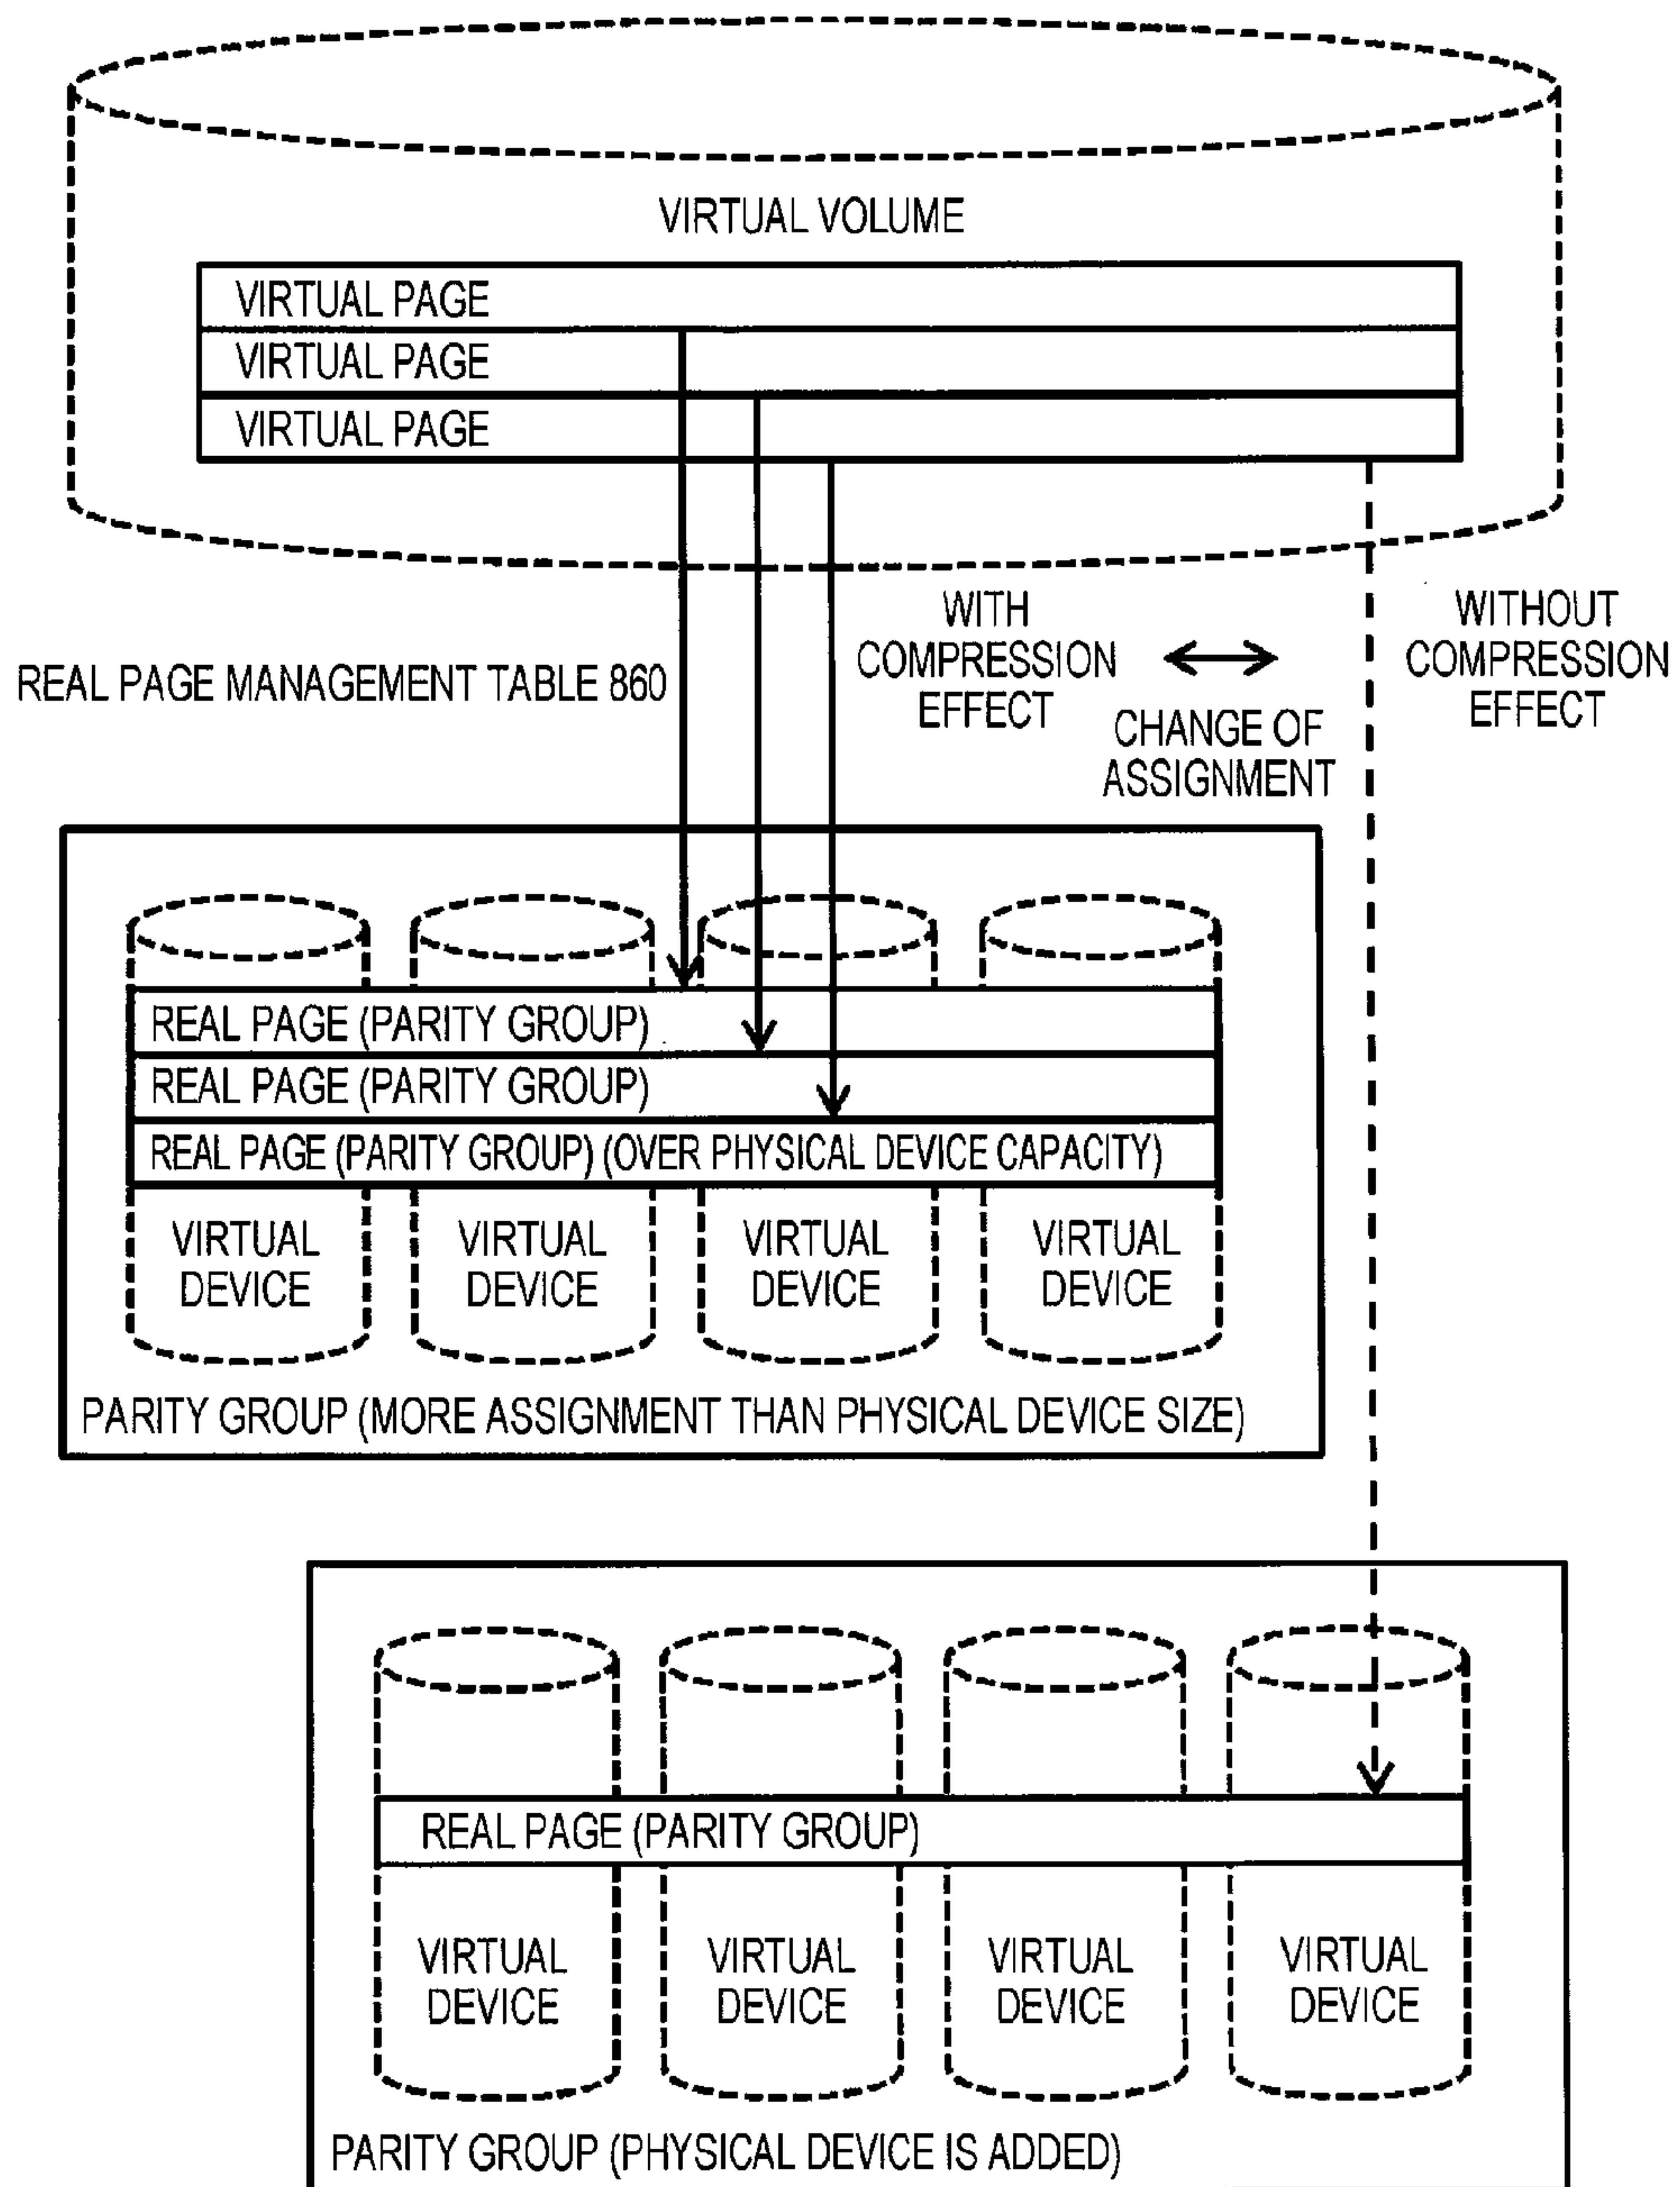 VIRTUAL VOLUME
VIRTUAL PAGE
VIRTUAL PAGE
VIRTUAL PAGE
REAL PAGE MANAGEMENT TABLE 860
WITH
COMPRESSION
EFFECT
CHANGE OF
ASSIGNMENT
WITHOUT
COMPRESSION
EFFECT
REAL PAGE (PARITY GROUP)
REAL PAGE (PARITY GROUP)
REAL PAGE (PARITY GROUP) (OVER PHYSICAL DEVICE CAPACITY)
VIRTUAL
DEVICE
VIRTUAL
DEVICE
VIRTUAL
DEVICE
VIRTUAL
DEVICE
PARITY GROUP (MORE ASSIGNMENT THAN PHYSICAL DEVICE SIZE)
REAL PAGE (PARITY GROUP)
VIRTUAL
DEVICE
VIRTUAL
DEVICE
VIRTUAL
DEVICE
VIRTUAL
DEVICE
PARITY GROUP (PHYSICAL DEVICE IS ADDED)